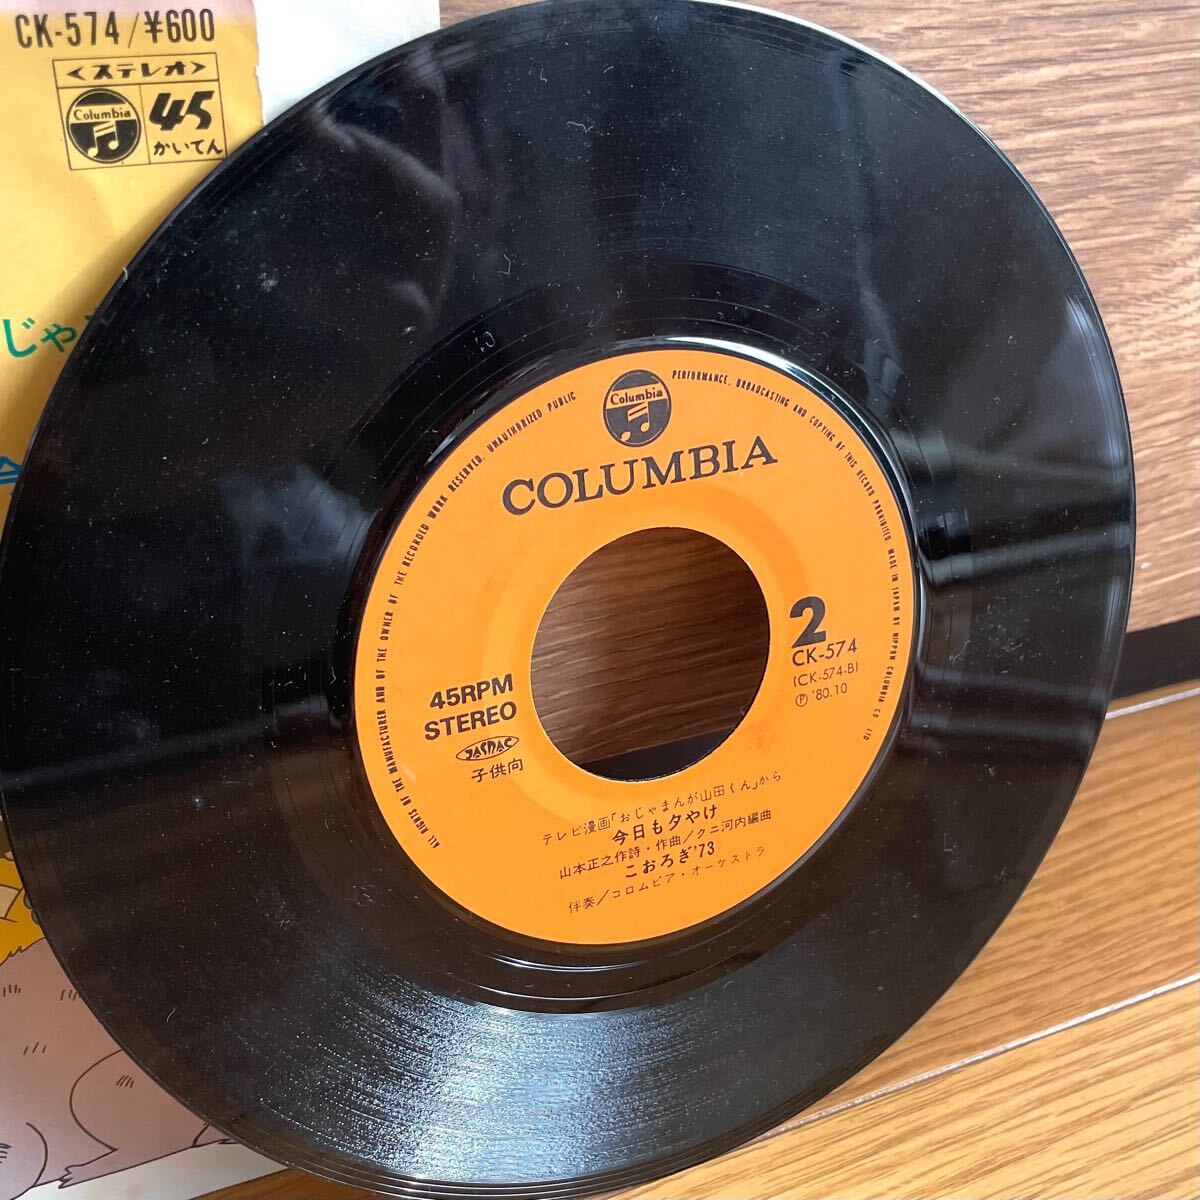 CK-574/¥600
<ステレオ>
Columbia
45
かいてん
じゃ
ALL RIGHTS OF THE MANUFACTURER AND OF THE OWNER OF THE RECORDED WORK RESERVED. UNAUTHORIZED PUBLIC PERFORMANCE, BROADCASTING AND COPYING OF THIS RECORD PROHIBITED MADE IN JAPAN BY NIPPON COLUMBIA CO LTD
Columbia
COLUMBIA
2
CK-574
(CK-574-B)
Ⓟ '80.10
45RPM
STEREO
JASRAC
子供向
テレビ漫画「おじゃまんが山田くん」から
今日も夕やけ
山本正之作詩・作曲/クニ河内編曲
こおろぎ'73
伴奏/コロムビア・オーケストラ